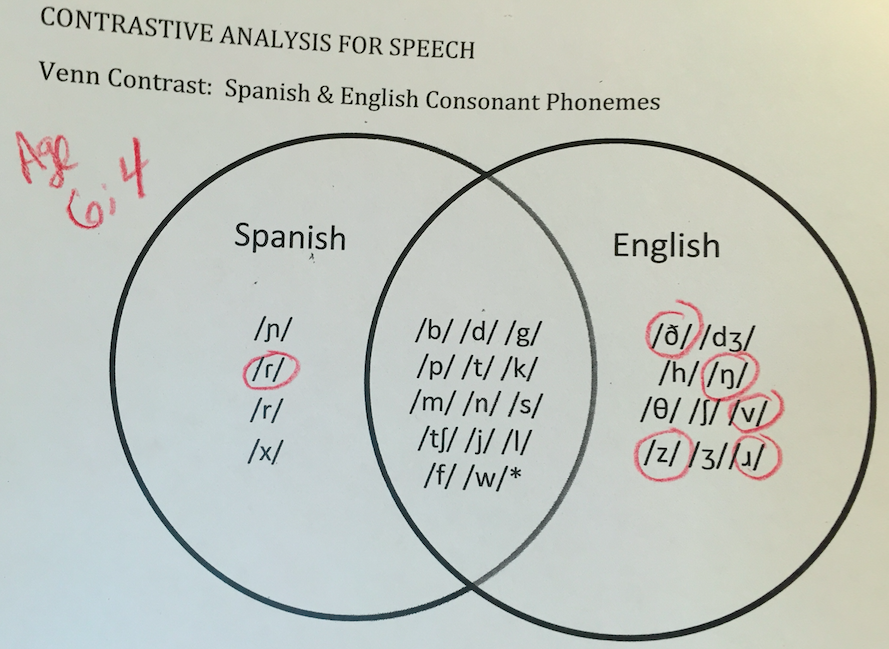 CONTRASTIVE ANALYSIS FOR SPEECH
Venn Contrast: Spanish & English Consonant Phonemes
Age
6;4
Spanish
/ɲ/
/ɾ/
/r/
/x/
/b/ /d/ /g/
/p/ /t/ /k/
/m/ /n/ /s/
/tʃ/ /j/ /l/
/f/ /w/*
English
/ð/ /dʒ/
/h/ /ŋ/
/θ/ /ʃ/ /v/
/z/ /ʒ/ /ɹ/